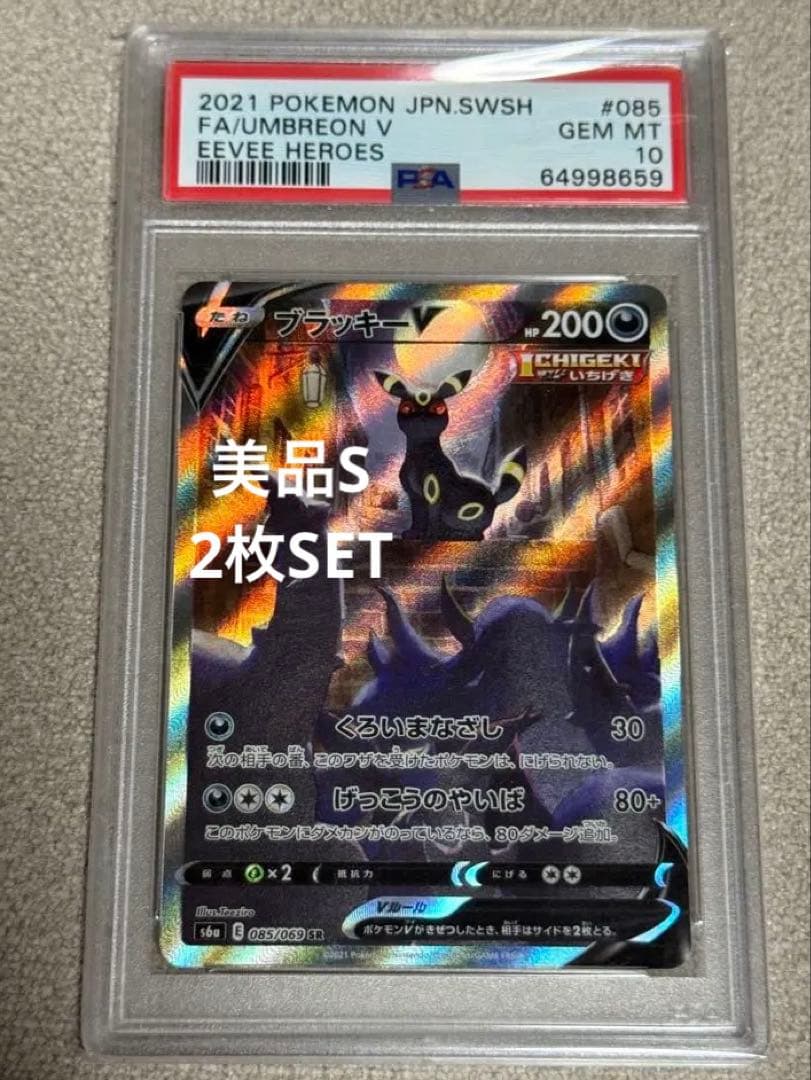 2021 POKEMON JPN.SWSH #085
FA/UMBREON V GEM MT
EEVEE HEROES 10
PSA 64998659
たね ブラッキーV HP 200
ICHIGEKI
いちげき
美品S
2枚SET
くろいまなざし 30
次の相手の番、このワザを受けたポケモンは、にげられない。
げっこうのやいば 80+
このポケモンにダメカンがのっているなら、80ダメージ追加。
弱点 ×2 抵抗力 にげる
Illus.Teeziro
Vルール
s6a E 085/069 SR
ポケモンVがきぜつしたとき、相手はサイドを2枚とる。
©2021 Pokémon/Nintendo